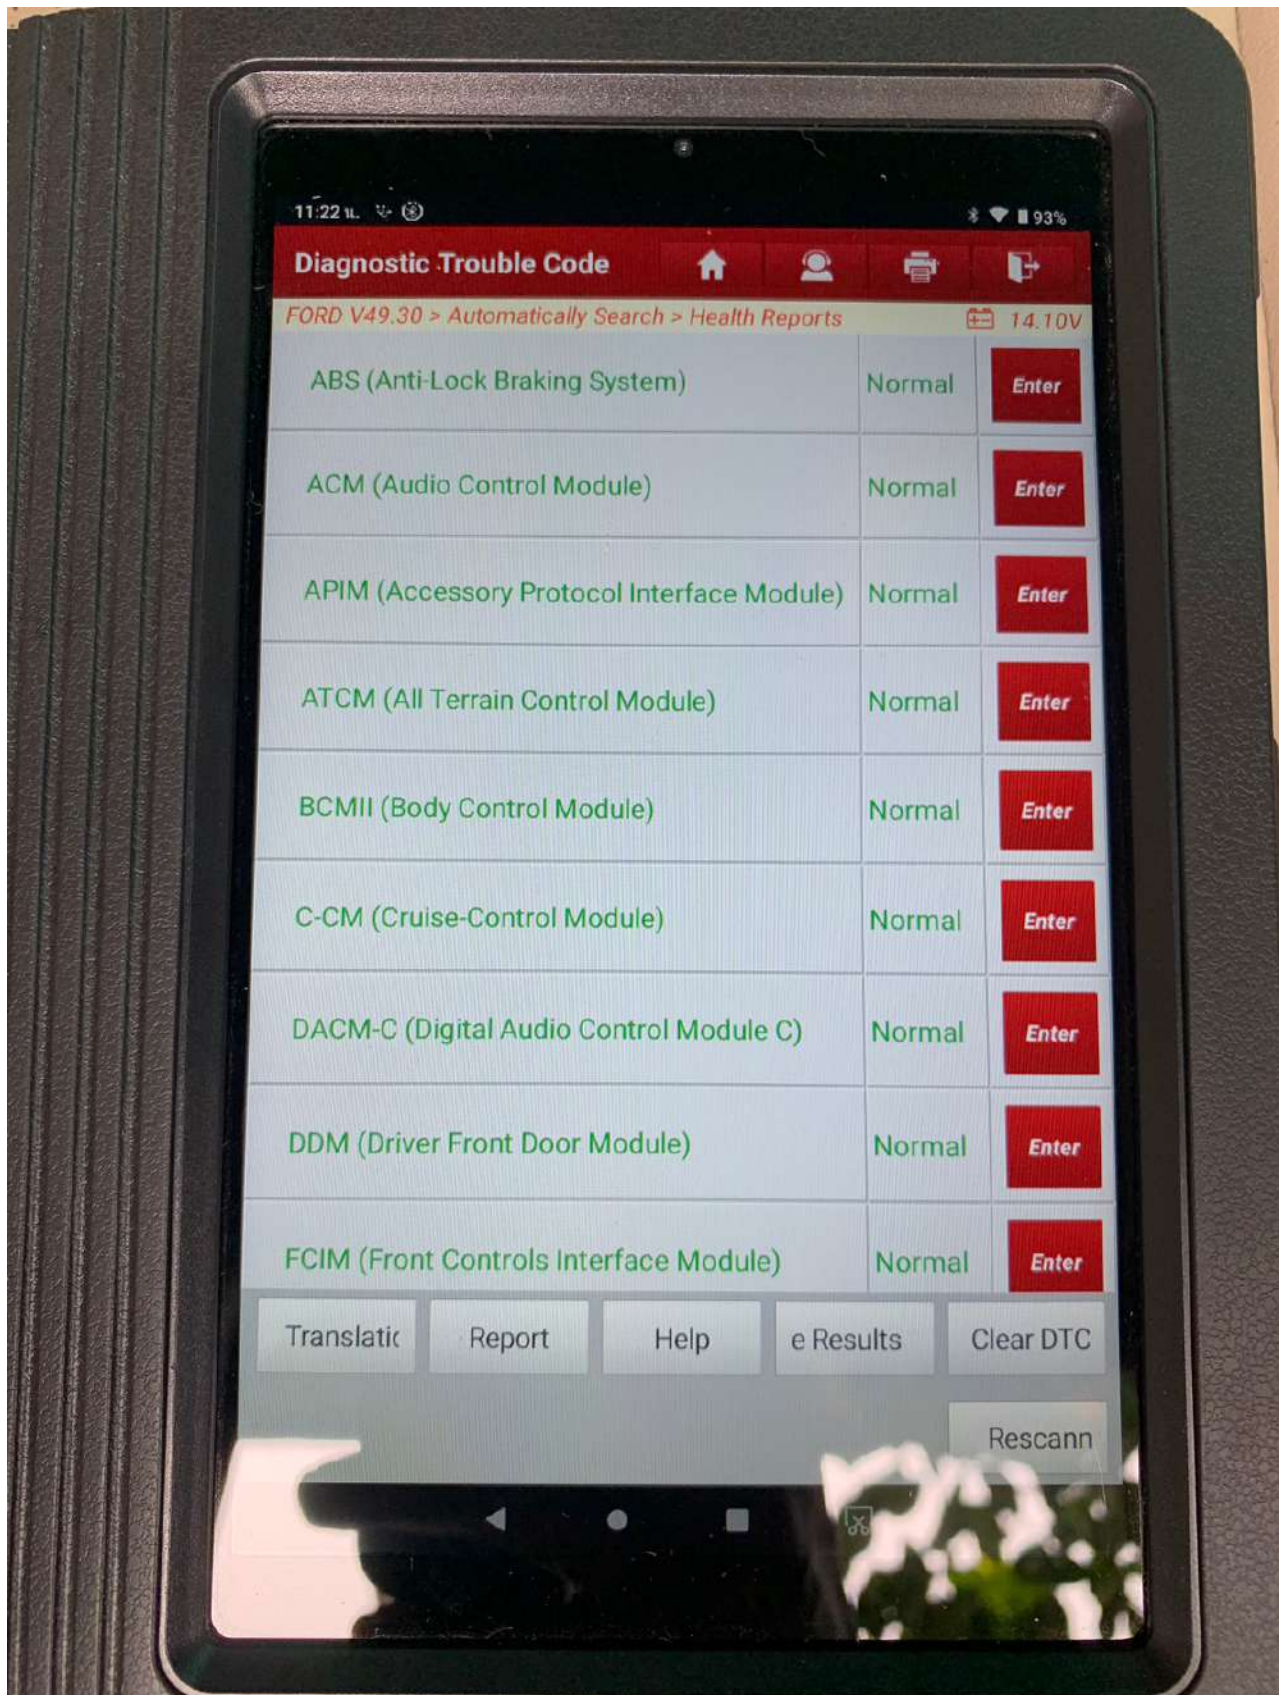 11:22 น.
93%
Diagnostic Trouble Code
FORD V49.30 > Automatically Search > Health Reports 14.10V
ABS (Anti-Lock Braking System) Normal Enter
ACM (Audio Control Module) Normal Enter
APIM (Accessory Protocol Interface Module) Normal Enter
ATCM (All Terrain Control Module) Normal Enter
BCMII (Body Control Module) Normal Enter
C-CM (Cruise-Control Module) Normal Enter
DACM-C (Digital Audio Control Module C) Normal Enter
DDM (Driver Front Door Module) Normal Enter
FCIM (Front Controls Interface Module) Normal Enter
Translatic Report Help e Results Clear DTC
Rescann